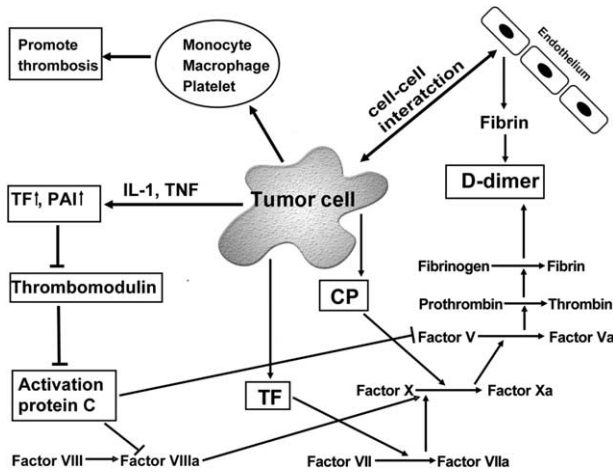 Promote
thrombosis
Monocyte
Macrophage
Platelet
Endothelium
cell-cell
interatction
Fibrin
D-dimer
TF↑, PAI↑
IL-1, TNF
Tumor cell
Thrombomodulin
CP
Fibrinogen
Fibrin
Prothrombin
Thrombin
Factor V
Factor Va
Activation
protein C
TF
Factor X
Factor Xa
Factor VIII
Factor VIIIa
Factor VII
Factor VIIa